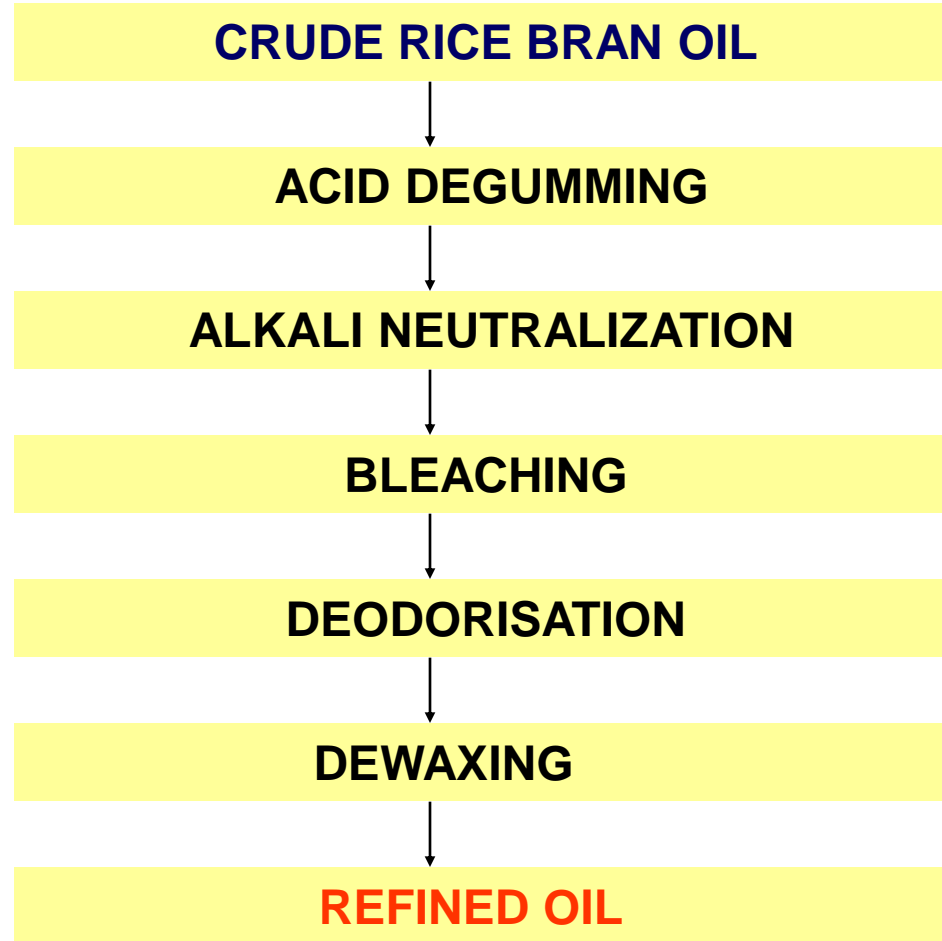 CRUDE RICE BRAN OIL
ACID DEGUMMING
ALKALI NEUTRALIZATION
BLEACHING
DEODORISATION
DEWAXING
REFINED OIL